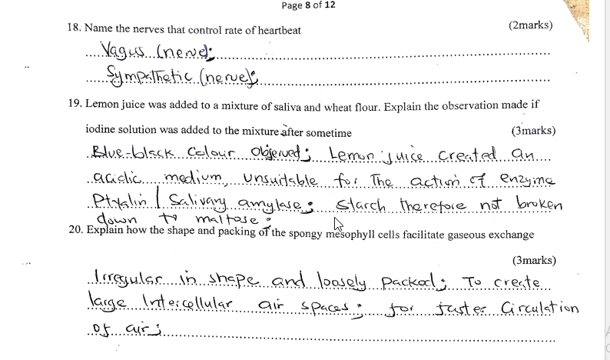 Page 8 of 12
18. Name the nerves that control rate of heartbeat (2marks)
Vagus (nerve);
Sympathetic (nerve);
19. Lemon juice was added to a mixture of saliva and wheat flour. Explain the observation made if
iodine solution was added to the mixture after sometime (3marks)
Blue-black colour observed; Lemon juice created an
acidic medium, unsuitable for the action of enzyme
Ptyalin / Salivary amylase; Starch therefore not broken
down to maltose;
20. Explain how the shape and packing of the spongy mesophyll cells facilitate gaseous exchange
(3marks)
Irregular in shape and loosely packed; To create
large intercellular air spaces; for faster circulation
of air;